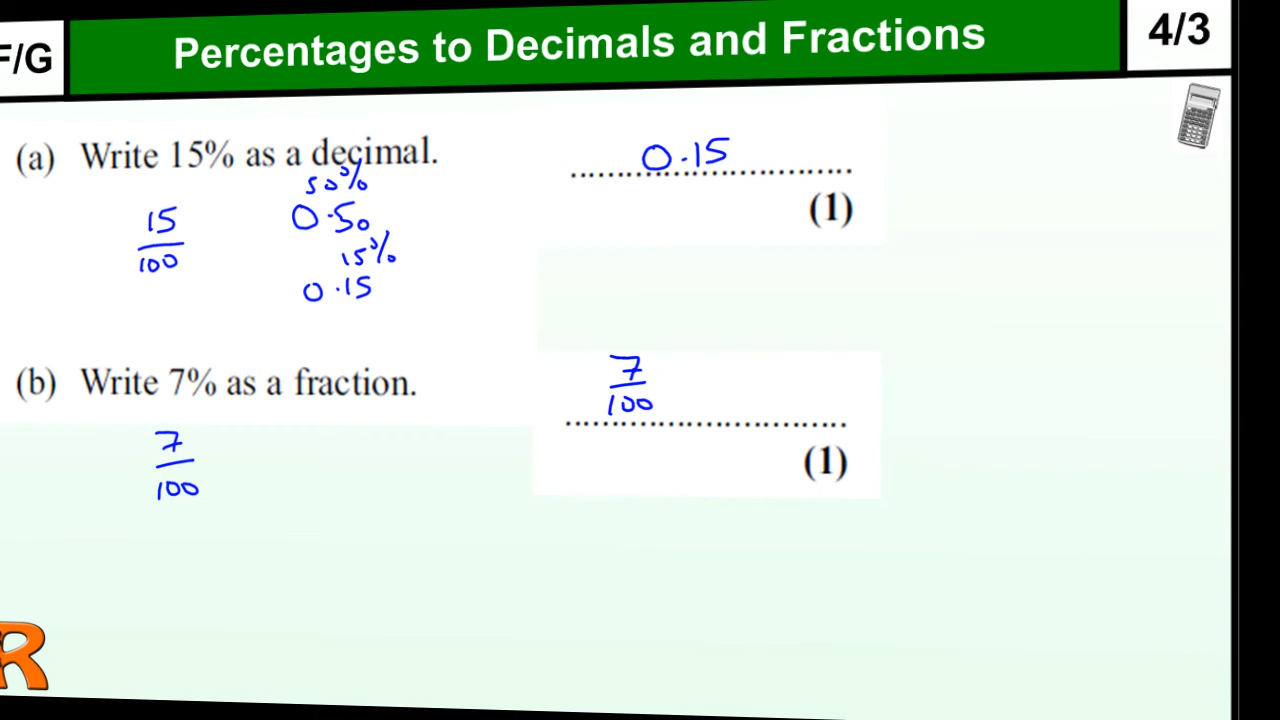 F/G
Percentages to Decimals and Fractions
4/3
(a) Write 15% as a decimal.
0.15
50%
15/100
0.50
(1)
15%
0.15
(b) Write 7% as a fraction.
7/100
(1)
7/100
R